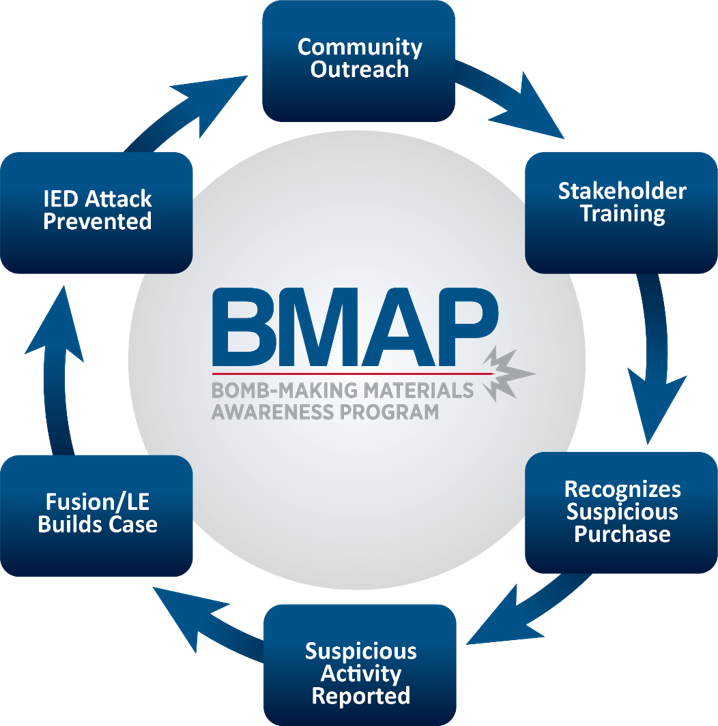 Community
Outreach
Stakeholder
Training
Recognizes
Suspicious
Purchase
Suspicious
Activity
Reported
Fusion/LE
Builds Case
IED Attack
Prevented
BMAP
BOMB-MAKING MATERIALS
AWARENESS PROGRAM